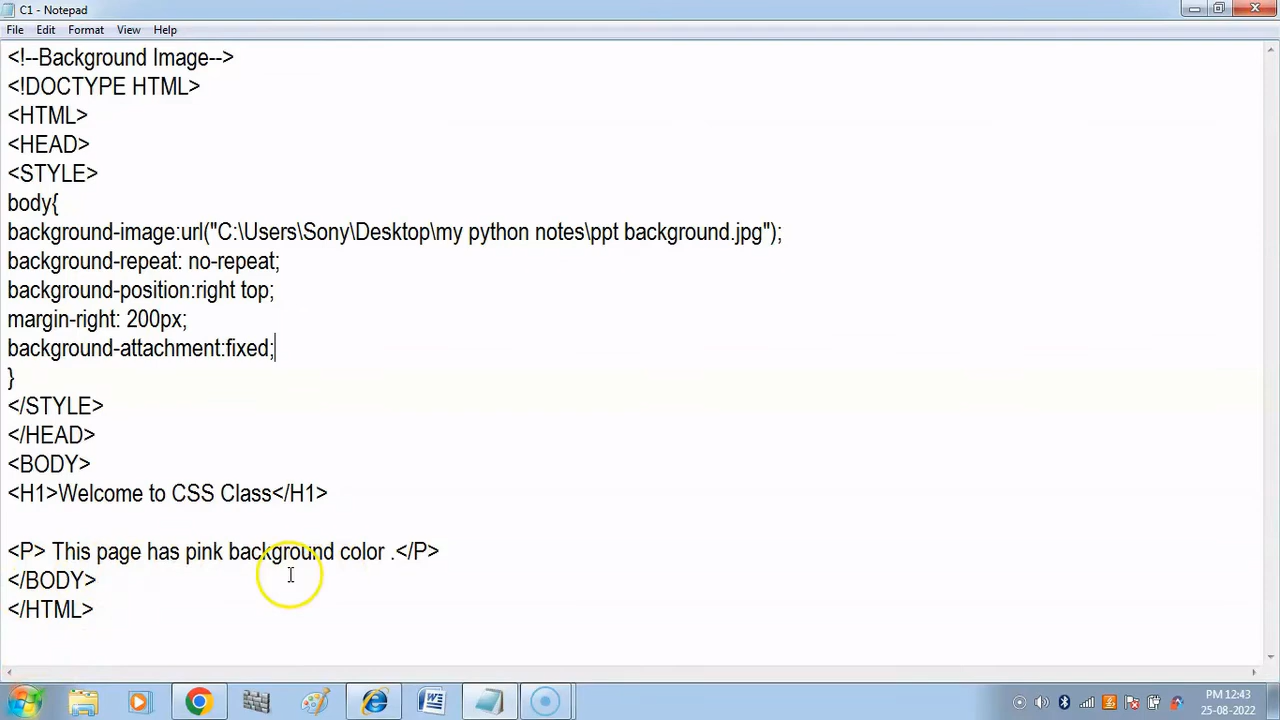 C1 - Notepad
File Edit Format View Help
<!--Background Image-->
<!DOCTYPE HTML>
<HTML>
<HEAD>
<STYLE>
body{
background-image:url("C:\Users\Sony\Desktop\my python notes\ppt background.jpg");
background-repeat: no-repeat;
background-position:right top;
margin-right: 200px;
background-attachment:fixed;
}
</STYLE>
</HEAD>
<BODY>
<H1>Welcome to CSS Class</H1>
<P> This page has pink background color .</P>
</BODY>
</HTML>
PM 12:43
25-08-2022